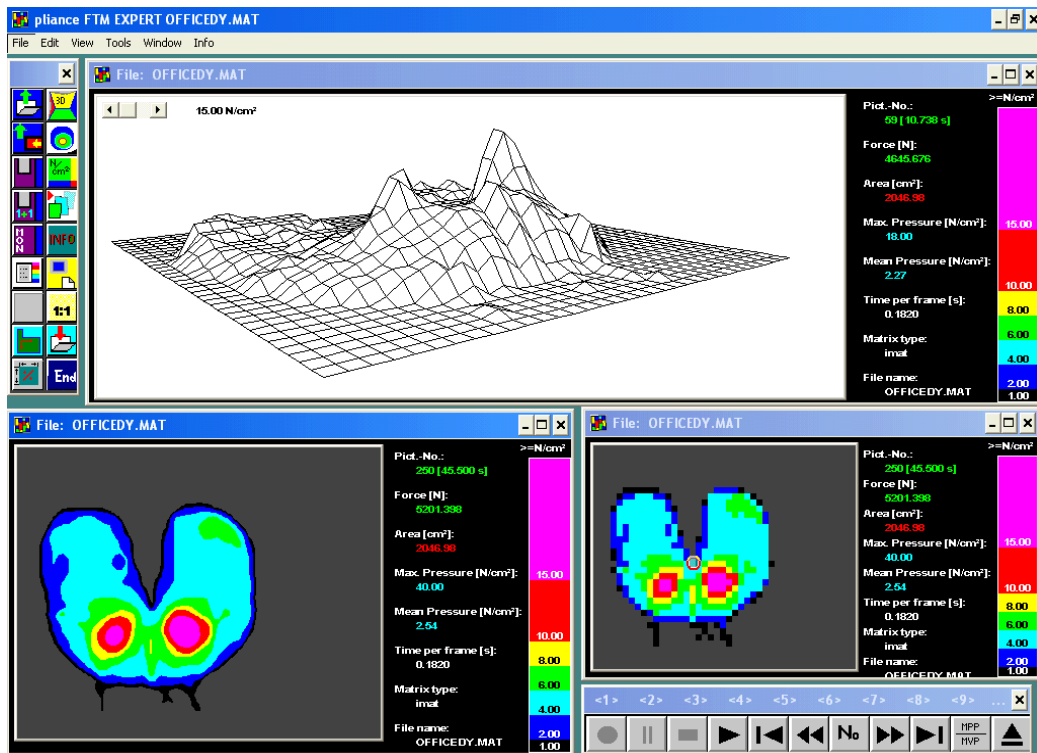 pliance FTM EXPERT OFFICEDY.MAT
File Edit View Tools Window Info
File: OFFICEDY.MAT
15.00 N/cm²
3D
N/cm²
1+1
MON
INFO
1:1
End
Pict.-No.:
59 [10.738 s]
Force [N]:
4645.676
Area [cm²]:
2046.98
Max. Pressure [N/cm²]:
18.00
Mean Pressure [N/cm²]:
2.27
Time per frame [s]:
0.1820
Matrix type:
imat
File name:
OFFICEDY.MAT
>=N/cm²
15.00
10.00
8.00
6.00
4.00
2.00
1.00
File: OFFICEDY.MAT
Pict.-No.:
250 [45.500 s]
Force [N]:
5201.398
Area [cm²]:
2046.98
Max. Pressure [N/cm²]:
40.00
Mean Pressure [N/cm²]:
2.54
Time per frame [s]:
0.1820
Matrix type:
imat
File name:
OFFICEDY.MAT
>=N/cm²
15.00
10.00
8.00
6.00
4.00
2.00
1.00
File: OFFICEDY.MAT
Pict.-No.:
250 [45.500 s]
Force [N]:
5201.398
Area [cm²]:
2046.98
Max. Pressure [N/cm²]:
40.00
Mean Pressure [N/cm²]:
2.54
Time per frame [s]:
0.1820
Matrix type:
imat
File name:
OFFICEDY.MAT
>=N/cm²
15.00
10.00
8.00
6.00
4.00
2.00
1.00
<1> <2> <3> <4> <5> <6> <7> <8> <9> ...
No
MPP
MVP